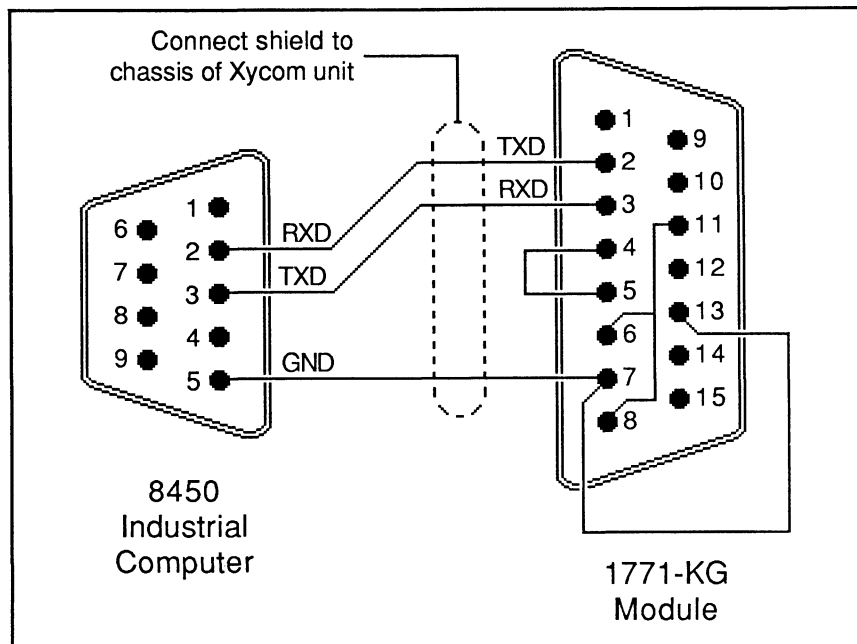 Connect shield to
chassis of Xycom unit
TXD
RXD
RXD
TXD
GND
1
2
3
4
5
6
7
8
9
1
2
3
4
5
6
7
8
9
10
11
12
13
14
15
8450
Industrial
Computer
1771-KG
Module